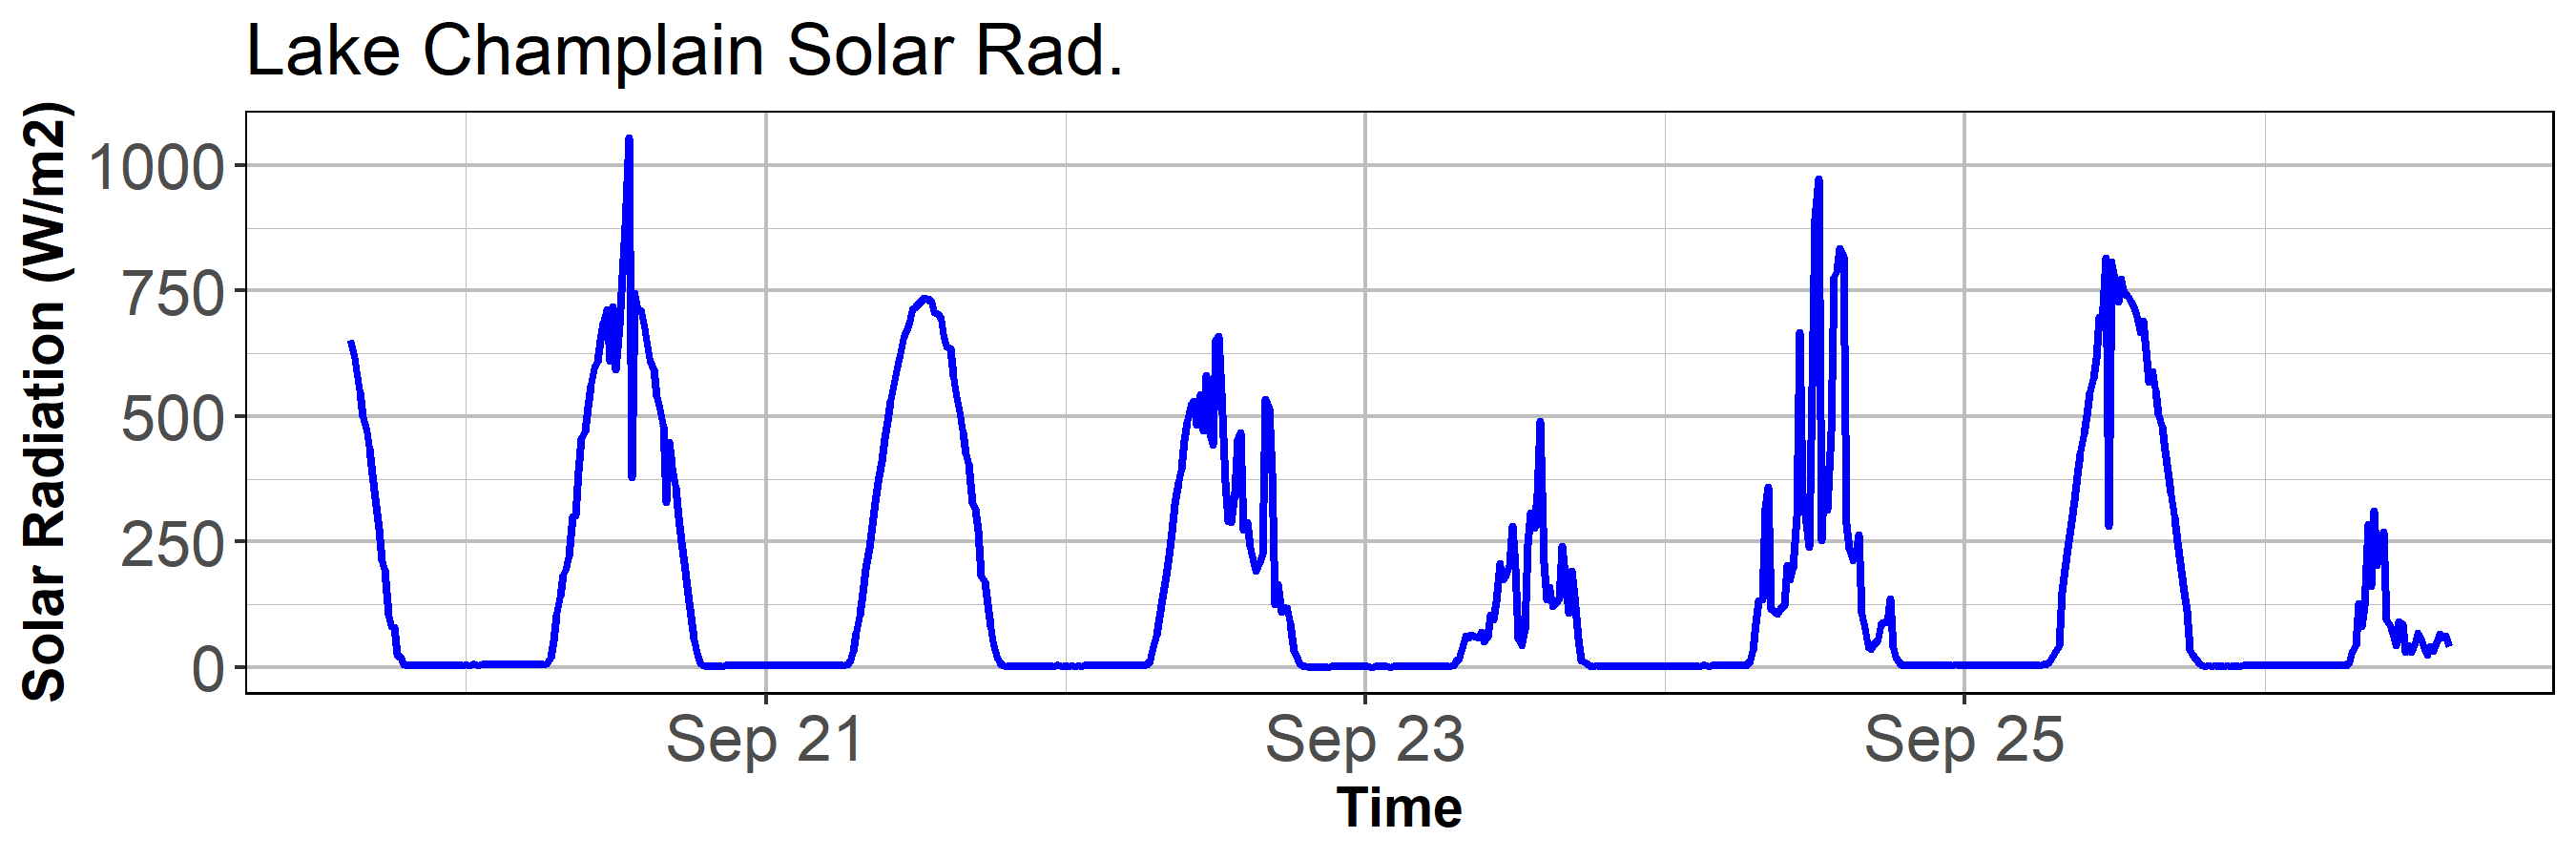 Lake Champlain Solar Rad.
Solar Radiation (W/m2)
1000
750
500
250
0
Sep 21
Sep 23
Sep 25
Time